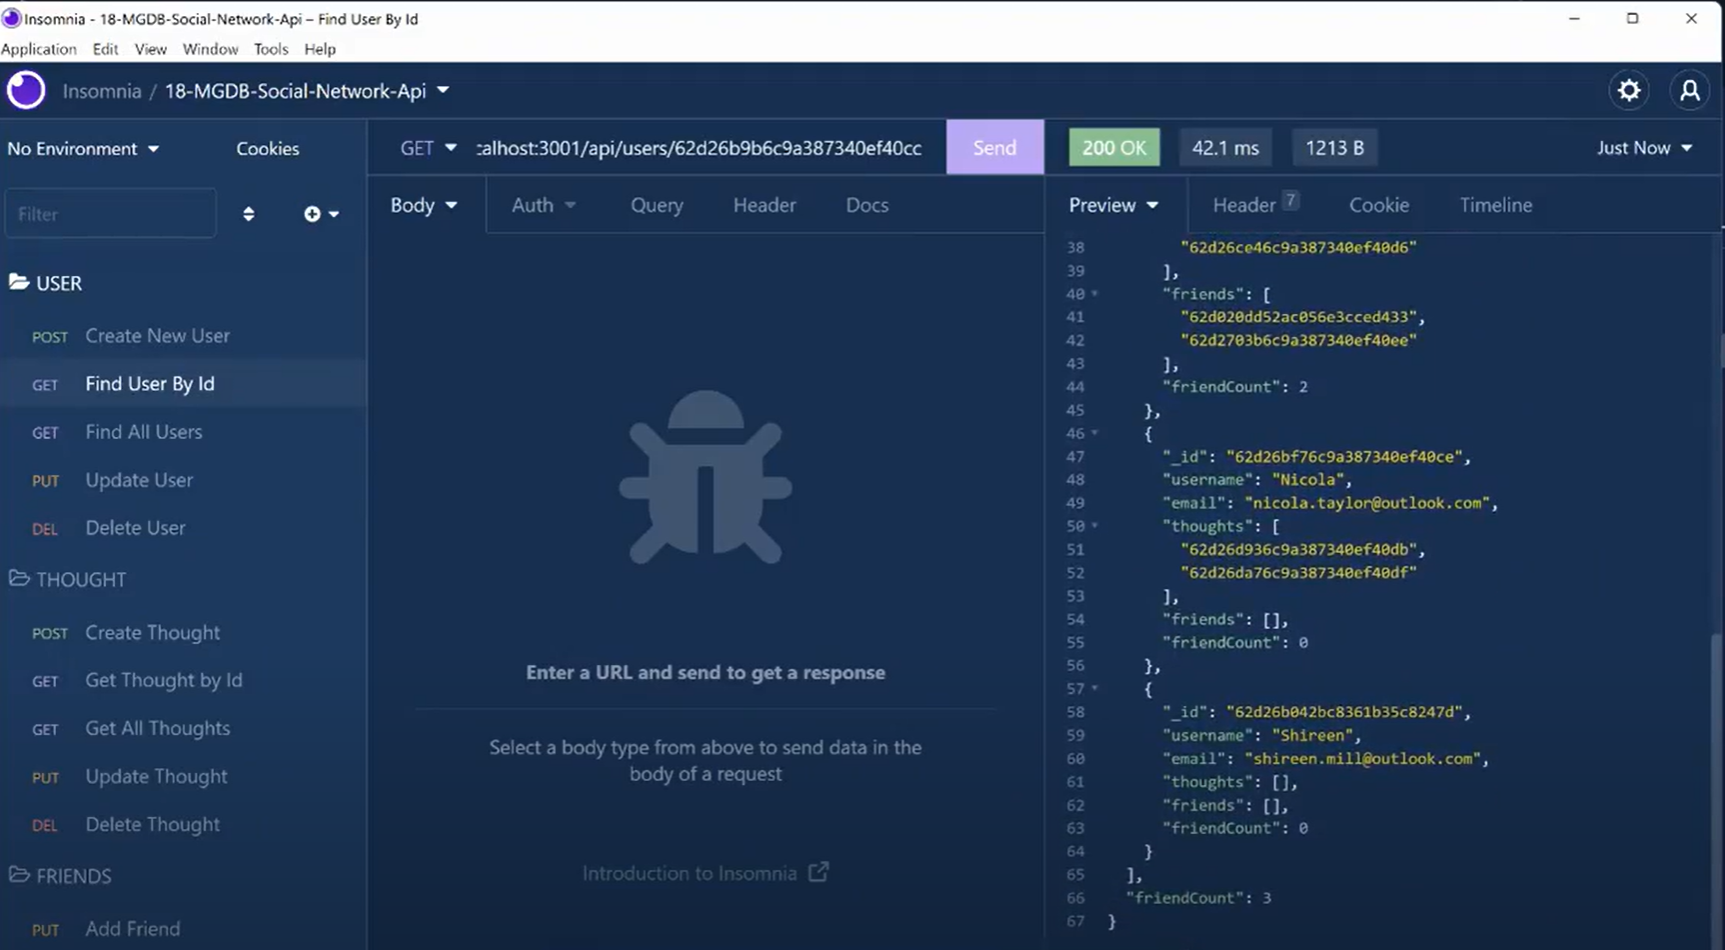 Insomnia - 18-MGDB-Social-Network-Api – Find User By Id
Application Edit View Window Tools Help
Insomnia / 18-MGDB-Social-Network-Api
No Environment Cookies
Filter
USER
POST Create New User
GET Find User By Id
GET Find All Users
PUT Update User
DEL Delete User
THOUGHT
POST Create Thought
GET Get Thought by Id
GET Get All Thoughts
PUT Update Thought
DEL Delete Thought
FRIENDS
PUT Add Friend
GET calhost:3001/api/users/62d26b9b6c9a387340ef40cc Send
Body Auth Query Header Docs
Enter a URL and send to get a response
Select a body type from above to send data in the
body of a request
Introduction to Insomnia
200 OK 42.1 ms 1213 B Just Now
Preview Header 7 Cookie Timeline
38 "62d26ce46c9a387340ef40d6"
39 ],
40 "friends": [
41 "62d020dd52ac056e3cced433",
42 "62d2703b6c9a387340ef40ee"
43 ],
44 "friendCount": 2
45 },
46 {
47 "_id": "62d26bf76c9a387340ef40ce",
48 "username": "Nicola",
49 "email": "nicola.taylor@outlook.com",
50 "thoughts": [
51 "62d26d936c9a387340ef40db",
52 "62d26da76c9a387340ef40df"
53 ],
54 "friends": [],
55 "friendCount": 0
56 },
57 {
58 "_id": "62d26b042bc8361b35c8247d",
59 "username": "Shireen",
60 "email": "shireen.mill@outlook.com",
61 "thoughts": [],
62 "friends": [],
63 "friendCount": 0
64 }
65 ],
66 "friendCount": 3
67 }